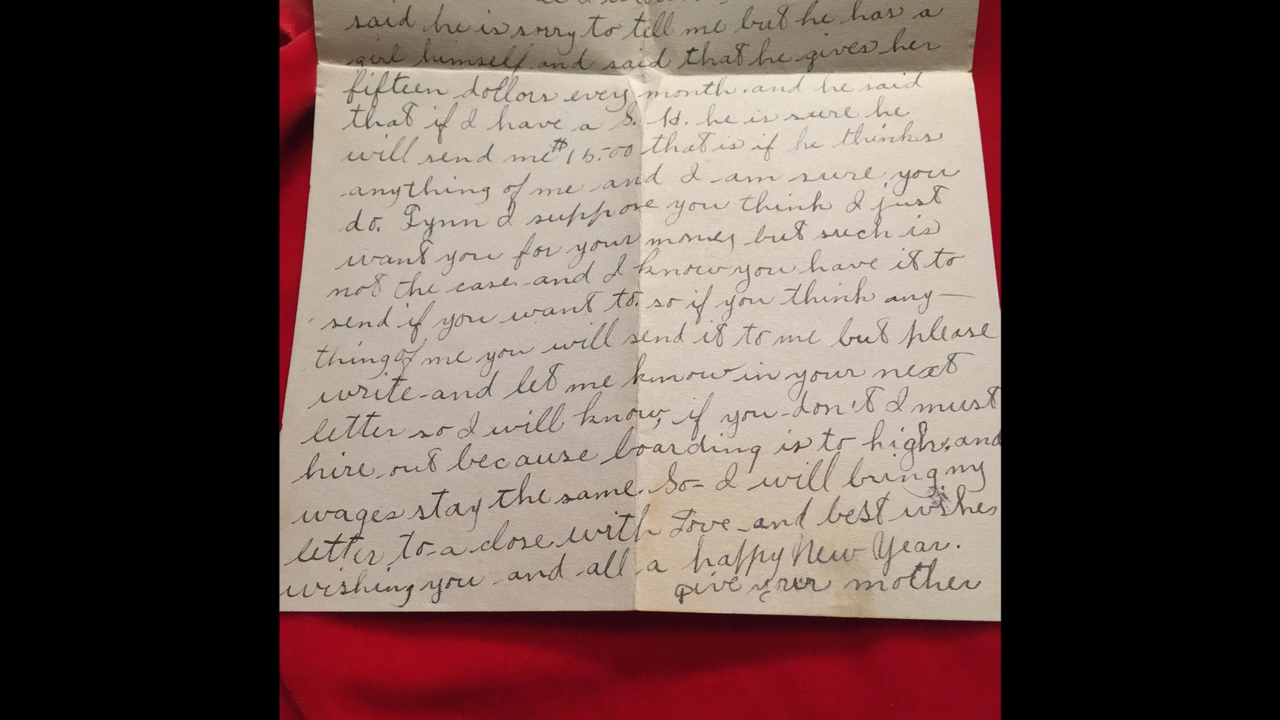 said he is sorry to tell me but he has a
girl himself and said that he gives her
fifteen dollars every month. and he said
that if I have a S. H. he is sure he
will send me $15.00 that is if he thinks
anything of me and I am sure you
do. Lynn I suppose you think I just
want you for your money but such is
not the case and I know you have it to
send if you want to. so if you think any-
thing of me you will send it to me but please
write and let me know in your next
letter so I will know, if you don't I must
hire out because boarding is to high, and
wages stay the same. So- I will bring my
letter to a close with Love and best wishes
wishing you and all a happy New Year.
give your mother